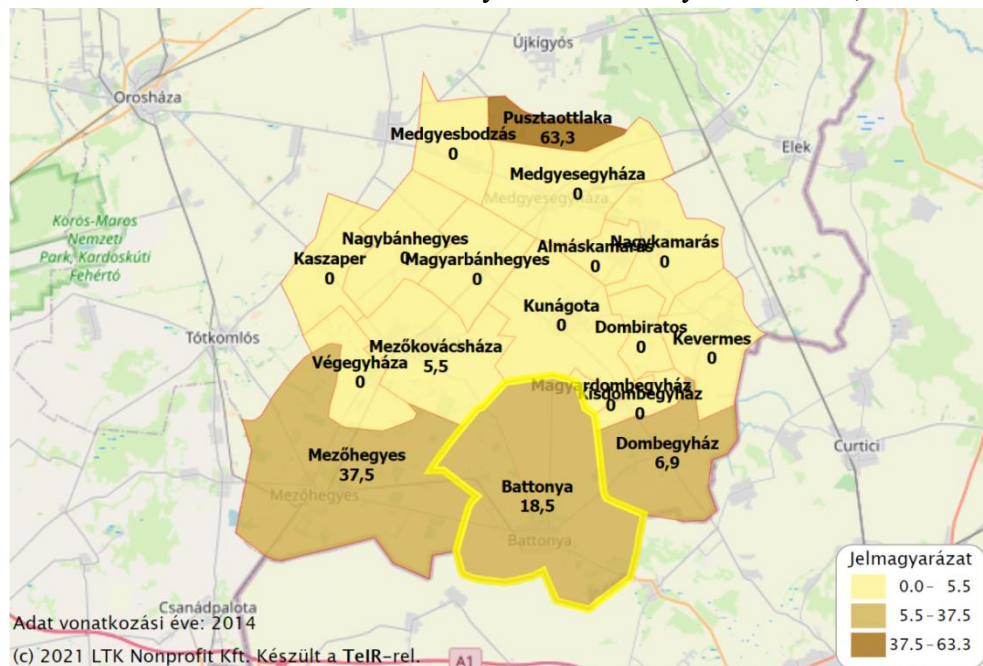 Újkígyós
Orosháza
Pusztaottlaka
63,3
Medgyesbodzás
0
Elek
Medgyesegyháza
0
Medgyesegyháza
Körös-Maros
Nemzeti
Park, Kardoskúti
Fehértó
Nagybánhegyes
0
Almáskamarás
0
Nagykamarás
0
Kaszaper
0
Magyarbánhegyes
0
Kunágota
0
Tótkomlós
Dombiratos
0
Kevermes
0
Mezőkovácsháza
5,5
Végegyháza
0
Magyardombegyház
0
Kisdombegyház
0
Dombegyház
6,9
Curtici
Mezőhegyes
37,5
Mezőhegyes
Battonya
18,5
Battonya
Jelmagyarázat
0.0 - 5.5
5.5 - 37.5
37.5 - 63.3
Csanádpalota
Adat vonatkozási éve: 2014
(c) 2021 LTK Nonprofit Kft. Készült a TeIR-rel.
A1